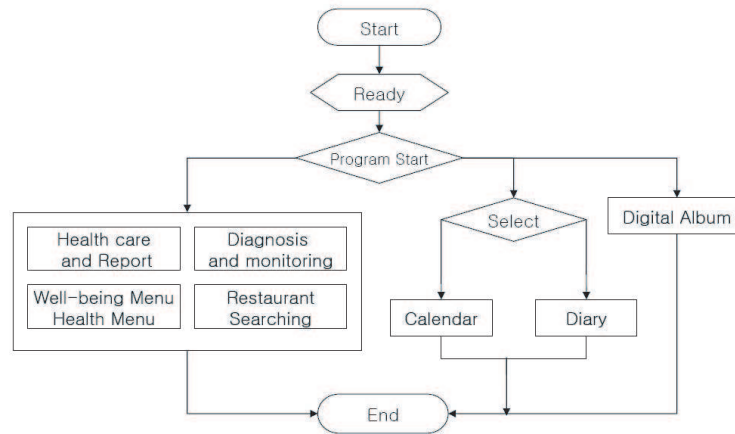 Start
Ready
Program Start
Select
Digital Album
Health care
and Report
Diagnosis
and monitoring
Well-being Menu
Health Menu
Restaurant
Searching
Calendar
Diary
End